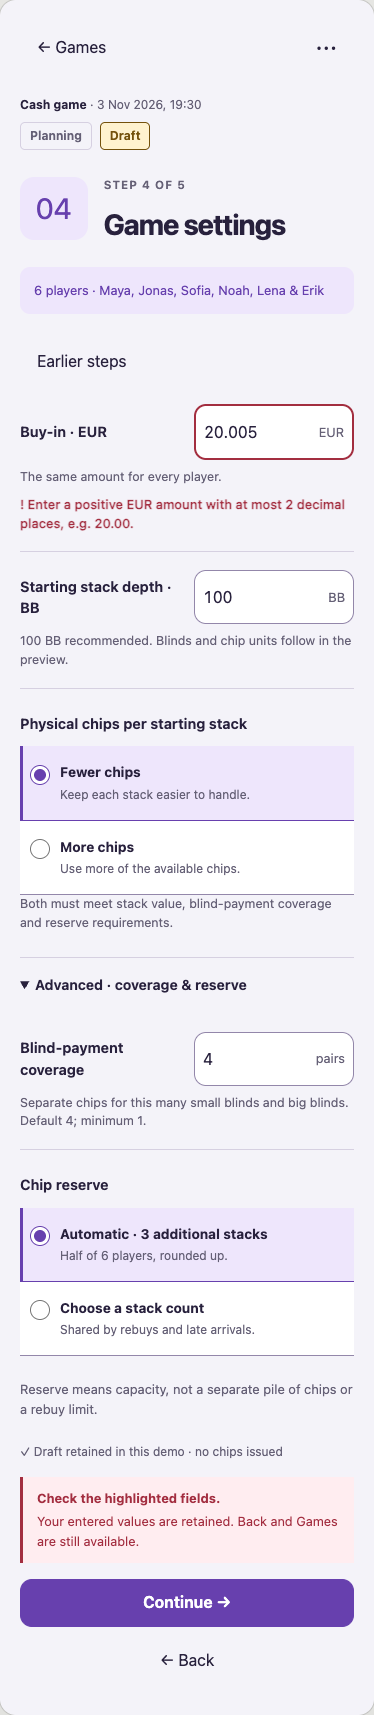 ← Games
•••
Cash game · 3 Nov 2026, 19:30
Planning
Draft
04
STEP 4 OF 5
Game settings
6 players · Maya, Jonas, Sofia, Noah, Lena & Erik
Earlier steps
Buy-in · EUR
20.005
EUR
The same amount for every player.
! Enter a positive EUR amount with at most 2 decimal
places, e.g. 20.00.
Starting stack depth ·
BB
100
BB
100 BB recommended. Blinds and chip units follow in the
preview.
Physical chips per starting stack
Fewer chips
Keep each stack easier to handle.
More chips
Use more of the available chips.
Both must meet stack value, blind-payment coverage
and reserve requirements.
▼ Advanced · coverage & reserve
Blind-payment
coverage
4
pairs
Separate chips for this many small blinds and big blinds.
Default 4; minimum 1.
Chip reserve
Automatic · 3 additional stacks
Half of 6 players, rounded up.
Choose a stack count
Shared by rebuys and late arrivals.
Reserve means capacity, not a separate pile of chips or
a rebuy limit.
✓ Draft retained in this demo · no chips issued
Check the highlighted fields.
Your entered values are retained. Back and Games
are still available.
Continue →
← Back